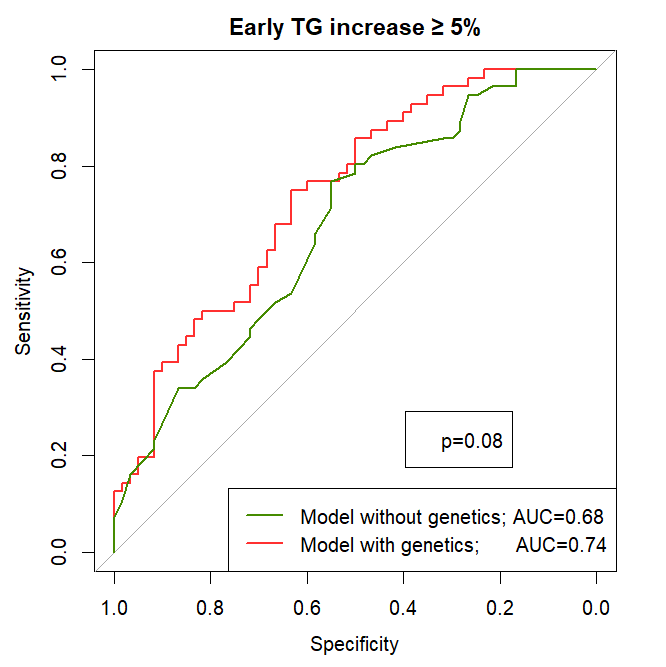 Early TG increase ≥ 5%
1.0
0.8
0.6
0.4
0.2
0.0
Sensitivity
p=0.08
Model without genetics; AUC=0.68
Model with genetics; AUC=0.74
1.0 0.8 0.6 0.4 0.2 0.0
Specificity